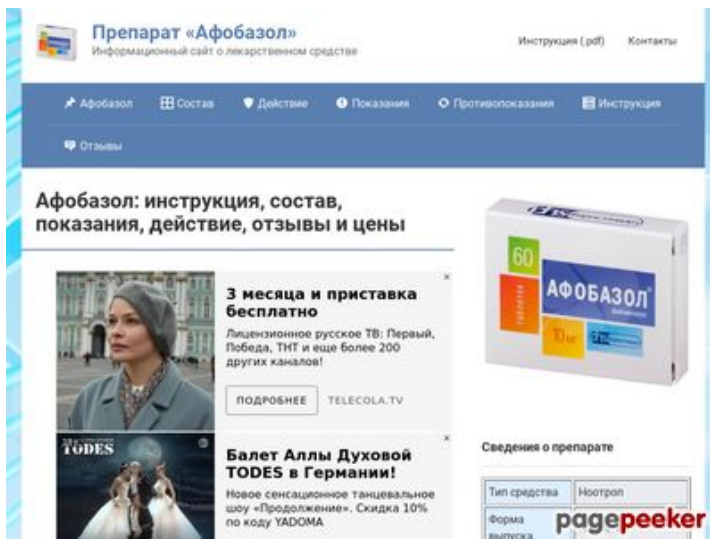 Препарат «Афобазол»
Информационный сайт о лекарственном средстве
Инструкция (.pdf) Контакты
Афобазол Состав Действие Показания Противопоказания Инструкция
Отзывы
Афобазол: инструкция, состав,
показания, действие, отзывы и цены
3 месяца и приставка
бесплатно
Лицензионное русское ТВ: Первый,
Победа, ТНТ и еще более 200
других каналов!
ПОДРОБНЕЕ TELECOLA.TV
TODES
Балет Аллы Духовой
TODES в Германии!
Новое сенсационное танцевальное
шоу «Продолжение». Скидка 10%
по коду YADOMA
60
таблеток
АФОБАЗОЛ
10 мг
Сведения о препарате
Тип средства Ноотроп
Форма
выпуска
pagepeeker